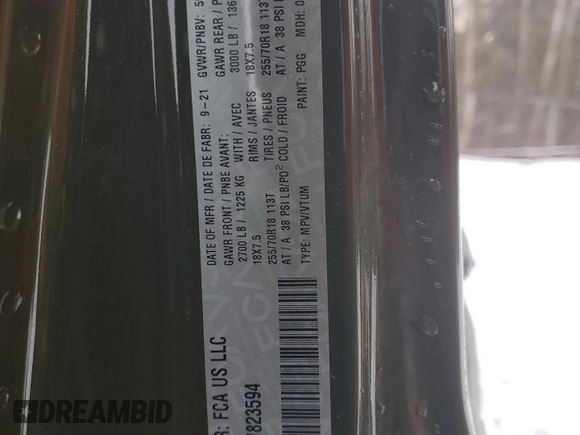 R: FCA US LLC
DATE OF MFR / DATE DE FABR: 9-21
GVWR/PNBV:
GAWR FRONT / PNBE AVANT:
2700 LB / 1225 KG WITH / AVEC
18X7.5 RIMS / JANTES
255/70R18 113T TIRES / PNEUS
AT / A 38 PSI LB/PO² COLD / FROID
GAWR REAR /
3000 LB / 136
18X7.5
255/70R18 113T
AT / A 38 PSI
TYPE: MPV/VTUM
PAINT: PGG
MDH:
823594
DREAMBID